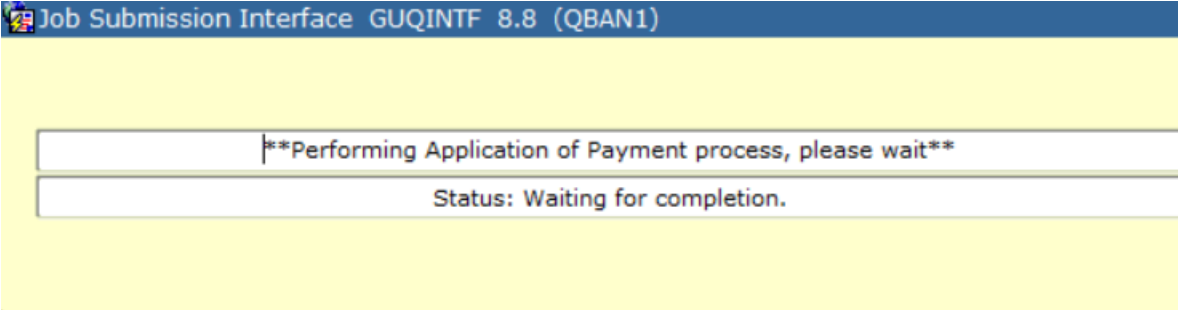 Job Submission Interface GUQINTF 8.8 (QBAN1)
**Performing Application of Payment process, please wait**
Status: Waiting for completion.